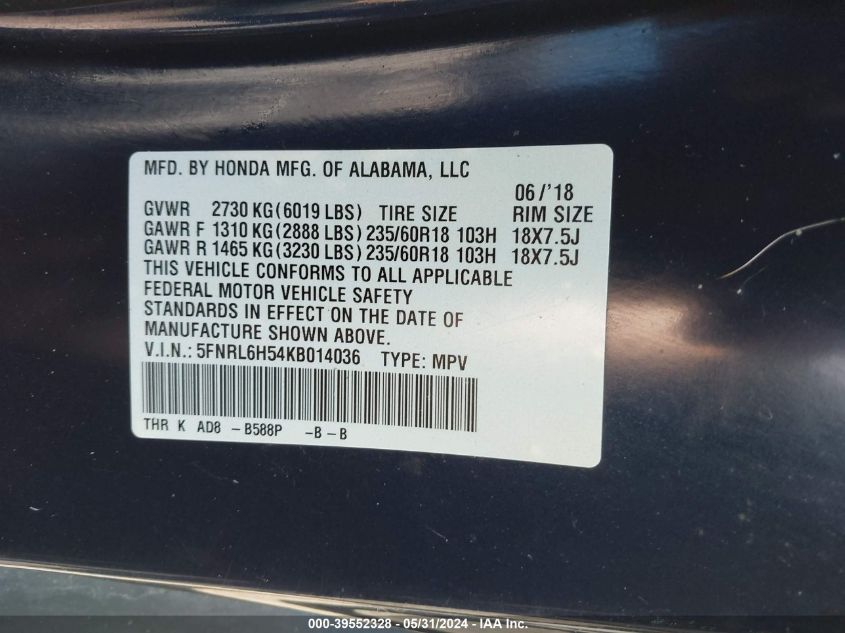 MFD. BY HONDA MFG. OF ALABAMA, LLC
06/'18
GVWR 2730 KG(6019 LBS) TIRE SIZE RIM SIZE
GAWR F 1310 KG(2888 LBS)235/60R18 103H 18X7.5J
GAWR R 1465 KG(3230 LBS)235/60R18 103H 18X7.5J
THIS VEHICLE CONFORMS TO ALL APPLICABLE
FEDERAL MOTOR VEHICLE SAFETY
STANDARDS IN EFFECT ON THE DATE OF
MANUFACTURE SHOWN ABOVE.
V.I.N.: 5FNRL6H54KB014036 TYPE: MPV
THR K AD8 -B588P -B-B
000-39552328 - 05/31/2024 - IAA Inc.